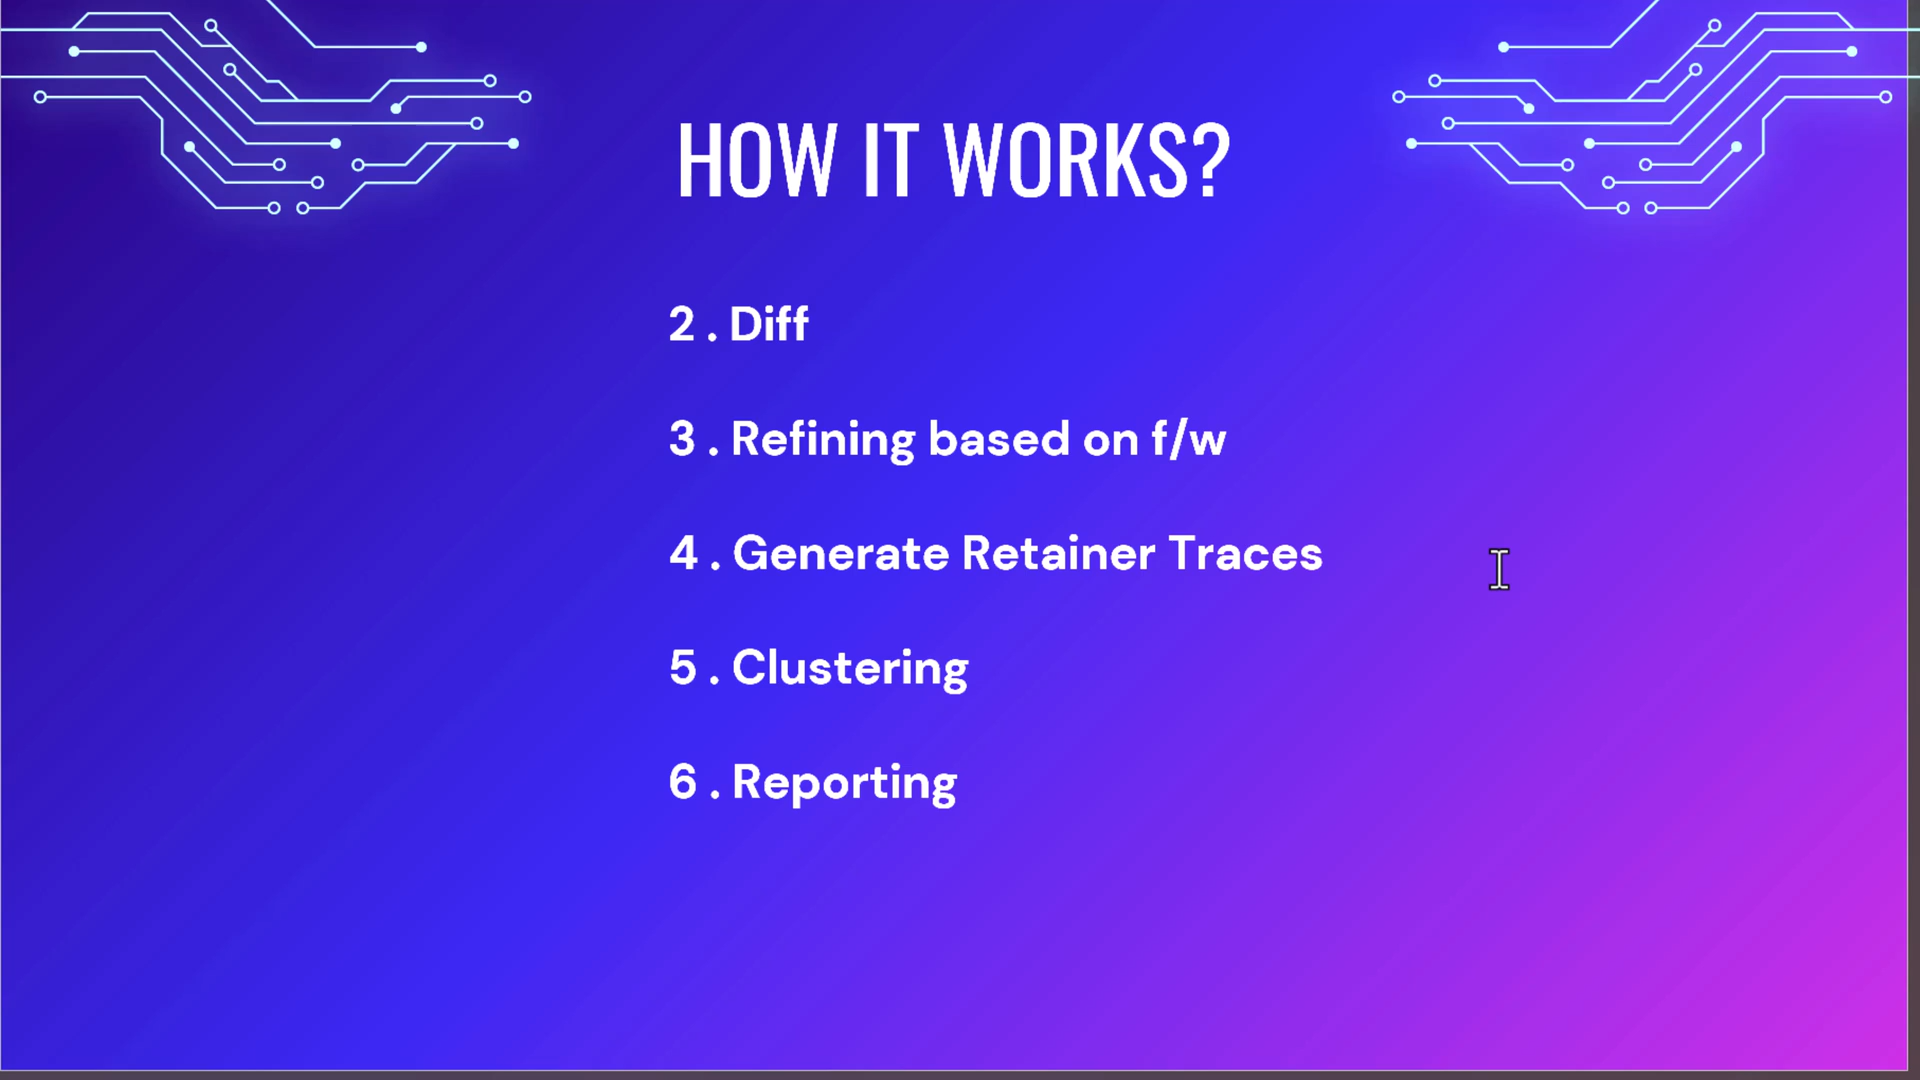 HOW IT WORKS?
2 . Diff
3 . Refining based on f/w
4 . Generate Retainer Traces
5 . Clustering
6 . Reporting